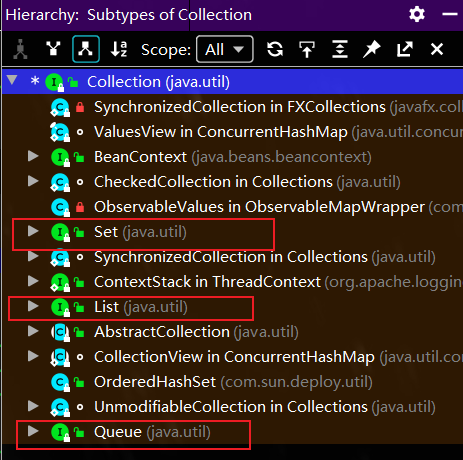 Hierarchy: Subtypes of Collection
Scope: All
* Collection (java.util)
SynchronizedCollection in FXCollections (javafx.coll
ValuesView in ConcurrentHashMap (java.util.concu
BeanContext (java.beans.beancontext)
CheckedCollection in Collections (java.util)
ObservableValues in ObservableMapWrapper (com
Set (java.util)
SynchronizedCollection in Collections (java.util)
ContextStack in ThreadContext (org.apache.logging
List (java.util)
AbstractCollection (java.util)
CollectionView in ConcurrentHashMap (java.util.co
OrderedHashSet (com.sun.deploy.util)
UnmodifiableCollection in Collections (java.util)
Queue (java.util)